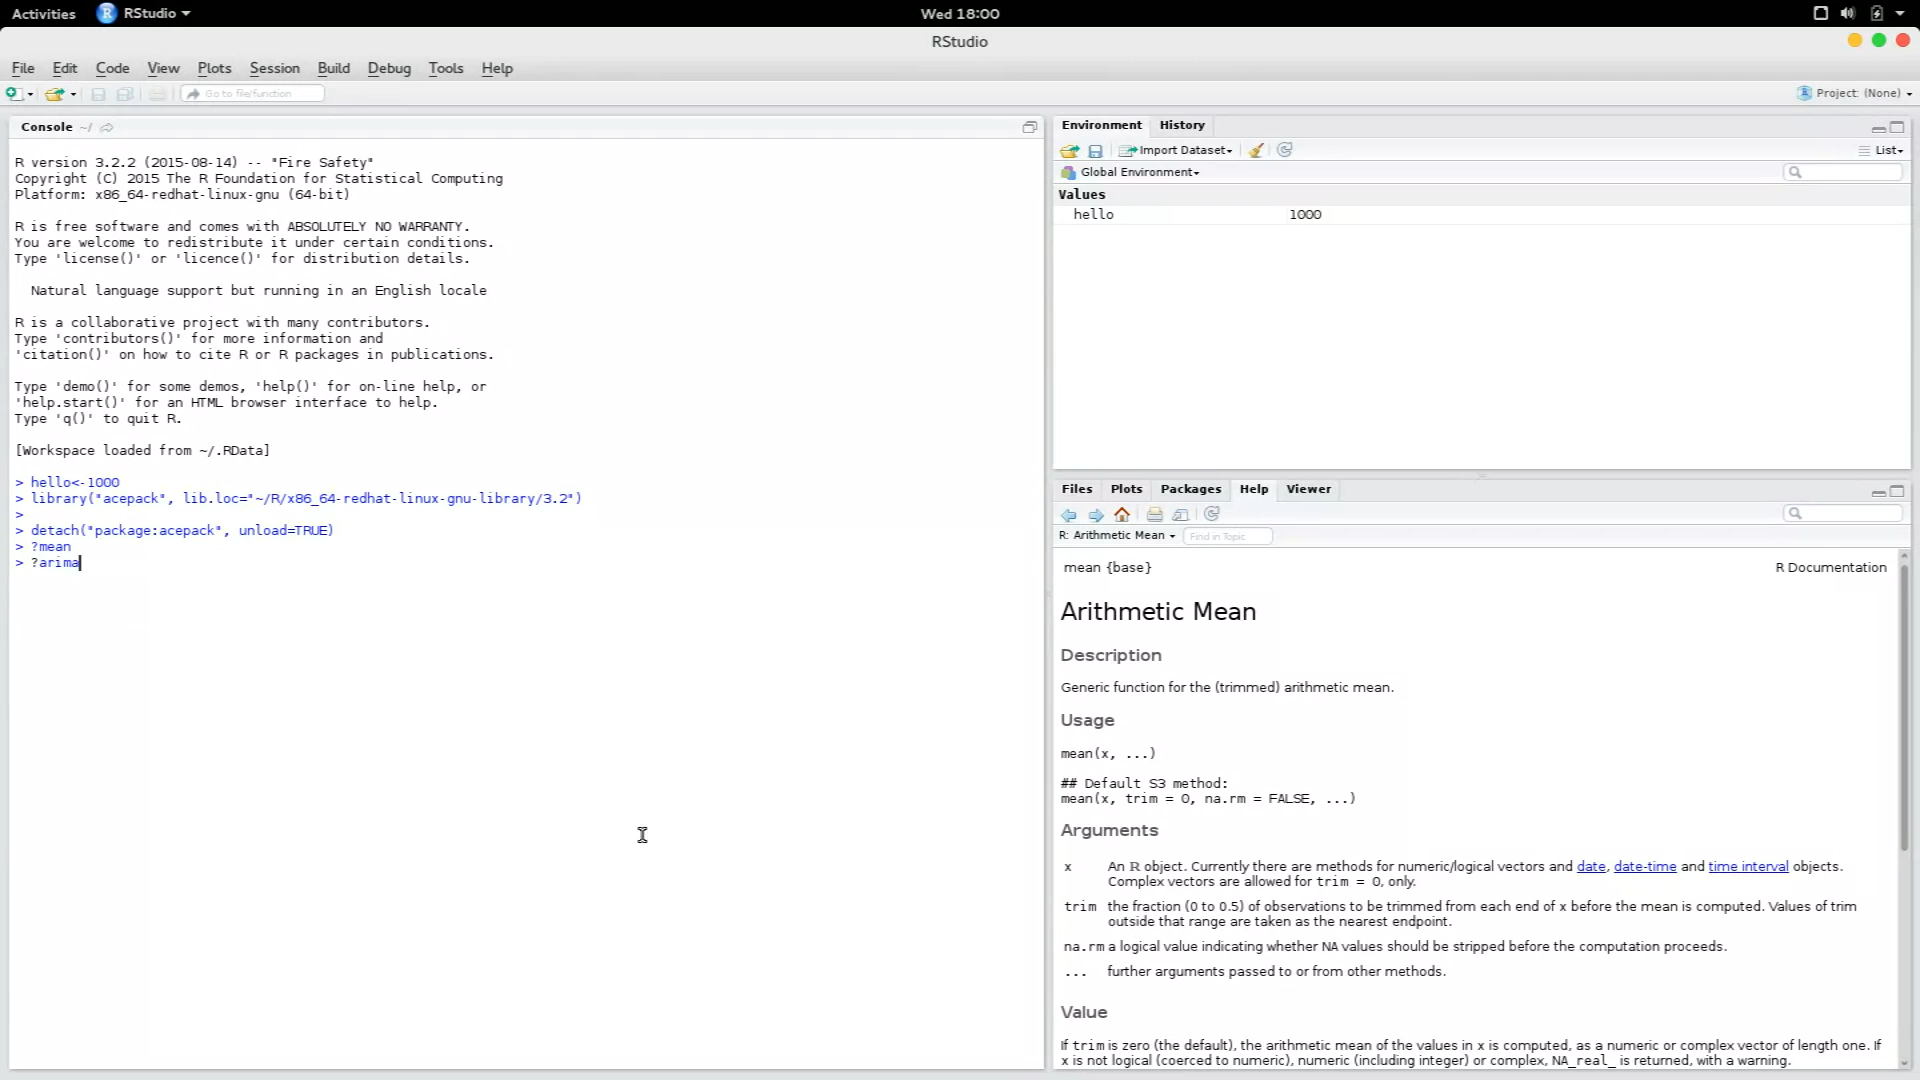 Activities RStudio Wed 18:00
RStudio
File Edit Code View Plots Session Build Debug Tools Help
Go to file/function Project: (None)
Console ~/
R version 3.2.2 (2015-08-14) -- "Fire Safety"
Copyright (C) 2015 The R Foundation for Statistical Computing
Platform: x86_64-redhat-linux-gnu (64-bit)
R is free software and comes with ABSOLUTELY NO WARRANTY.
You are welcome to redistribute it under certain conditions.
Type 'license()' or 'licence()' for distribution details.
Natural language support but running in an English locale
R is a collaborative project with many contributors.
Type 'contributors()' for more information and
'citation()' on how to cite R or R packages in publications.
Type 'demo()' for some demos, 'help()' for on-line help, or
'help.start()' for an HTML browser interface to help.
Type 'q()' to quit R.
[Workspace loaded from ~/.RData]
> hello<-1000
> library("acepack", lib.loc="~/R/x86_64-redhat-linux-gnu-library/3.2")
>
> detach("package:acepack", unload=TRUE)
> ?mean
> ?arima
Environment History
Import Dataset List
Global Environment
Values
hello 1000
Files Plots Packages Help Viewer
R: Arithmetic Mean Find in Topic
mean {base} R Documentation
Arithmetic Mean
Description
Generic function for the (trimmed) arithmetic mean.
Usage
mean(x, ...)
## Default S3 method:
mean(x, trim = 0, na.rm = FALSE, ...)
Arguments
x An R object. Currently there are methods for numeric/logical vectors and date, date-time and time interval objects.
Complex vectors are allowed for trim = 0, only.
trim the fraction (0 to 0.5) of observations to be trimmed from each end of x before the mean is computed. Values of trim
outside that range are taken as the nearest endpoint.
na.rm a logical value indicating whether NA values should be stripped before the computation proceeds.
... further arguments passed to or from other methods.
Value
If trim is zero (the default), the arithmetic mean of the values in x is computed, as a numeric or complex vector of length one. If
x is not logical (coerced to numeric), numeric (including integer) or complex, NA_real_ is returned, with a warning.